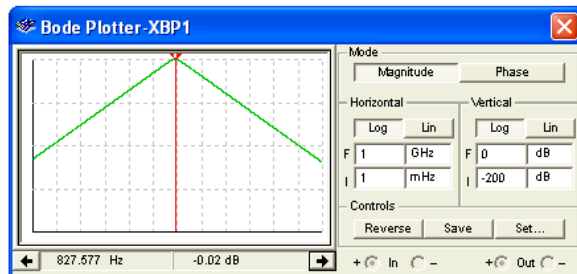 Bode Plotter-XBP1
Mode
Magnitude Phase
Horizontal Vertical
Log Lin Log Lin
F 1 GHz F 0 dB
I 1 mHz I -200 dB
Controls
Reverse Save Set...
827.577 Hz -0.02 dB
+ In - + Out -